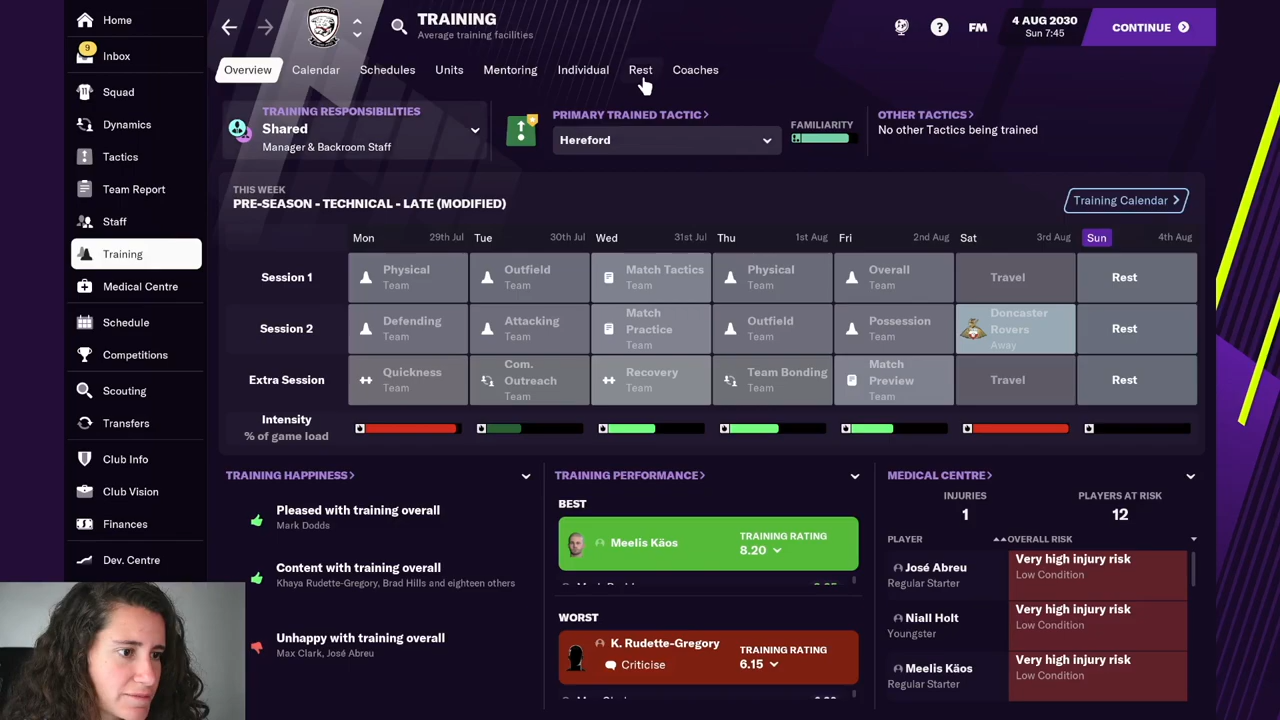 Home
9
Inbox
Squad
Dynamics
Tactics
Team Report
Staff
Training
Medical Centre
Schedule
Competitions
Scouting
Transfers
Club Info
Club Vision
Finances
Dev. Centre
TRAINING
Average training facilities
FM
4 AUG 2030
Sun 7:45
CONTINUE
Overview
Calendar
Schedules
Units
Mentoring
Individual
Rest
Coaches
TRAINING RESPONSIBILITIES
Shared
Manager & Backroom Staff
PRIMARY TRAINED TACTIC
Hereford
FAMILIARITY
OTHER TACTICS
No other Tactics being trained
THIS WEEK
PRE-SEASON - TECHNICAL - LATE (MODIFIED)
Training Calendar
Mon 29th Jul
Tue 30th Jul
Wed 31st Jul
Thu 1st Aug
Fri 2nd Aug
Sat 3rd Aug
Sun 4th Aug
Session 1
Physical
Team
Outfield
Team
Match Tactics
Team
Physical
Team
Overall
Team
Travel
Rest
Session 2
Defending
Team
Attacking
Team
Match
Practice
Team
Outfield
Team
Possession
Team
Doncaster
Rovers
Away
Rest
Extra Session
Quickness
Team
Com.
Outreach
Team
Recovery
Team
Team Bonding
Team
Match
Preview
Team
Travel
Rest
Intensity
% of game load
TRAINING HAPPINESS
Pleased with training overall
Mark Dodds
Content with training overall
Khaya Rudette-Gregory, Brad Hills and eighteen others
Unhappy with training overall
Max Clark, José Abreu
TRAINING PERFORMANCE
BEST
Meelis Käos
TRAINING RATING
8.20
WORST
K. Rudette-Gregory
Criticise
TRAINING RATING
6.15
MEDICAL CENTRE
INJURIES
1
PLAYERS AT RISK
12
PLAYER
OVERALL RISK
José Abreu
Regular Starter
Very high injury risk
Low Condition
Niall Holt
Youngster
Very high injury risk
Low Condition
Meelis Käos
Regular Starter
Very high injury risk
Low Condition